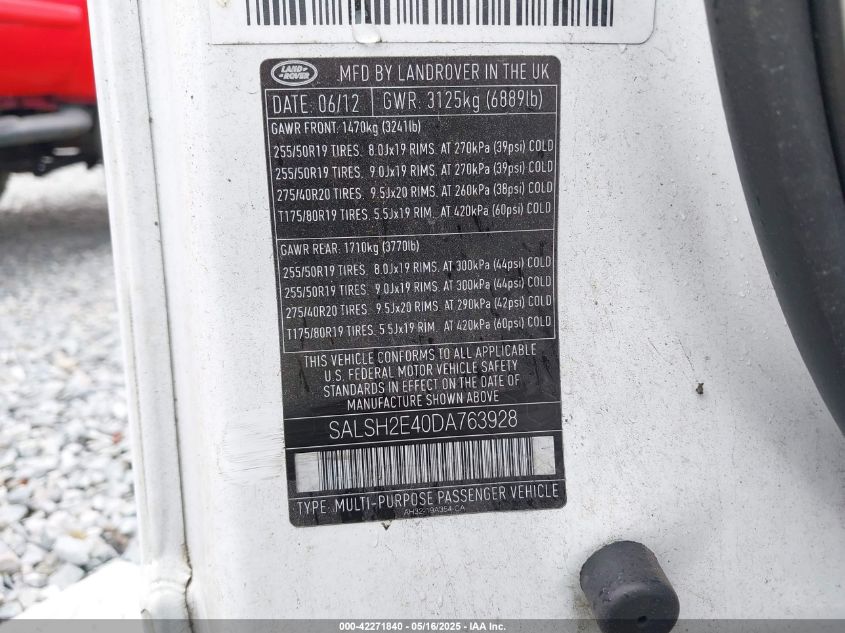 LAND ROVER
MFD BY LANDROVER IN THE UK
DATE: 06/12 GWR: 3125kg (6889lb)
GAWR FRONT: 1470kg (3241lb)
255/50R19 TIRES. 8.0Jx19 RIMS. AT 270kPa (39psi) COLD
255/50R19 TIRES. 9.0Jx19 RIMS. AT 270kPa (39psi) COLD
275/40R20 TIRES. 9.5Jx20 RIMS. AT 260kPa (38psi) COLD
T175/80R19 TIRES. 5.5Jx19 RIM. AT 420kPa (60psi) COLD
GAWR REAR: 1710kg (3770lb)
255/50R19 TIRES. 8.0Jx19 RIMS. AT 300kPa (44psi) COLD
255/50R19 TIRES. 9.0Jx19 RIMS. AT 300kPa (44psi) COLD
275/40R20 TIRES. 9.5Jx20 RIMS. AT 290kPa (42psi) COLD
T175/80R19 TIRES. 5.5Jx19 RIM. AT 420kPa (60psi) COLD
THIS VEHICLE CONFORMS TO ALL APPLICABLE
U.S. FEDERAL MOTOR VEHICLE SAFETY
STANDARDS IN EFFECT ON THE DATE OF
MANUFACTURE SHOWN ABOVE
SALSH2E40DA763928
TYPE: MULTI-PURPOSE PASSENGER VEHICLE
AH32-19A354-CA
000-42271840 - 05/16/2025 - IAA Inc.